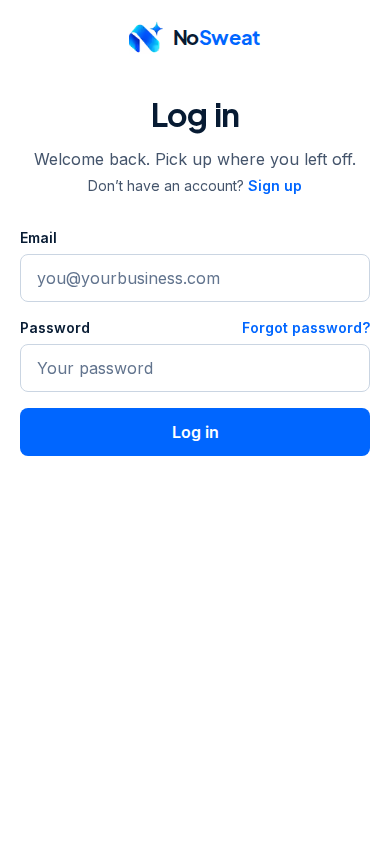 NoSweat
Log in
Welcome back. Pick up where you left off.
Don’t have an account? Sign up
Email
you@yourbusiness.com
Password Forgot password?
Your password
Log in